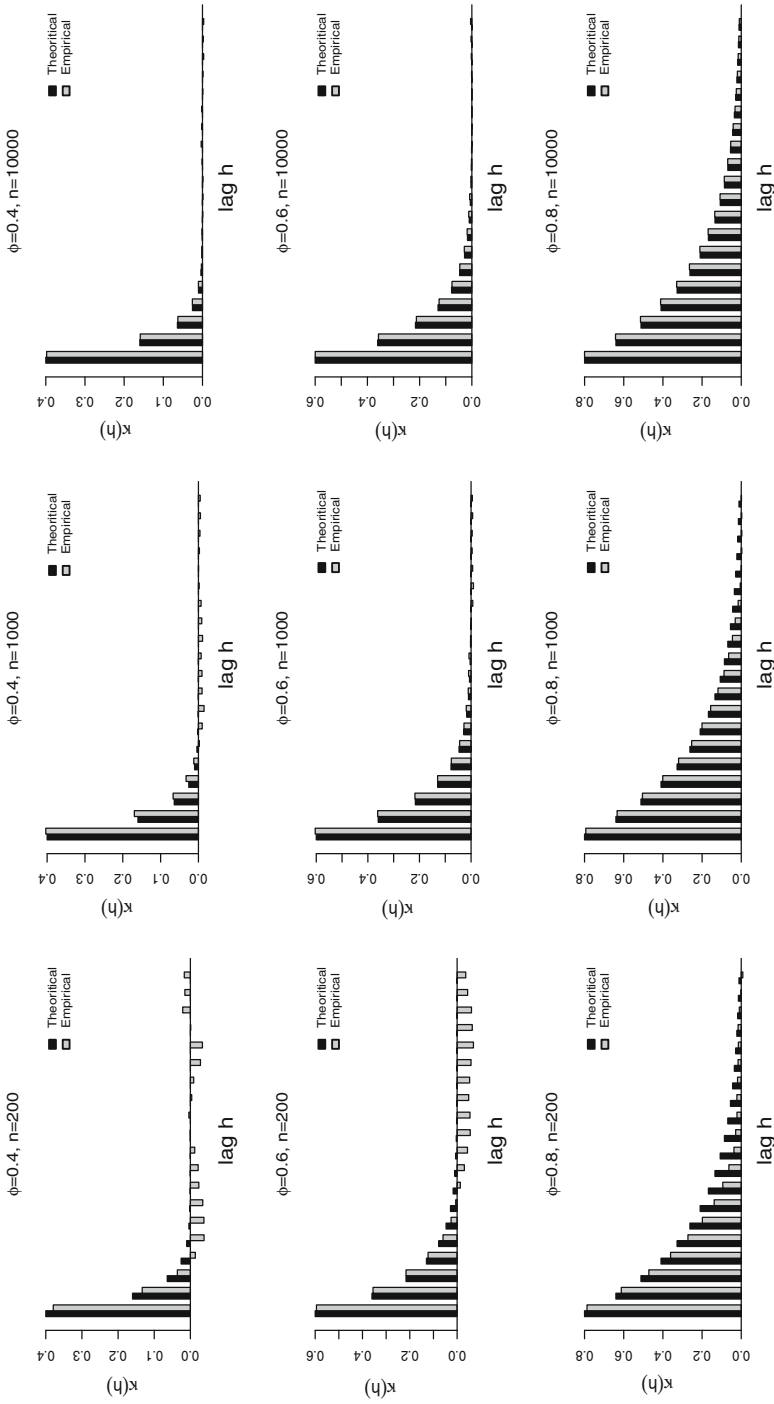 φ=0.4, n=200
Theoritical
Empirical
κ(h)
0.4
0.3
0.2
0.1
0.0
lag h
φ=0.4, n=1000
Theoritical
Empirical
κ(h)
0.4
0.3
0.2
0.1
0.0
lag h
φ=0.4, n=10000
Theoritical
Empirical
κ(h)
0.4
0.3
0.2
0.1
0.0
lag h
φ=0.6, n=200
Theoritical
Empirical
κ(h)
0.6
0.4
0.2
0.0
lag h
φ=0.6, n=1000
Theoritical
Empirical
κ(h)
0.6
0.4
0.2
0.0
lag h
φ=0.6, n=10000
Theoritical
Empirical
κ(h)
0.6
0.4
0.2
0.0
lag h
φ=0.8, n=200
Theoritical
Empirical
κ(h)
0.8
0.6
0.4
0.2
0.0
lag h
φ=0.8, n=1000
Theoritical
Empirical
κ(h)
0.8
0.6
0.4
0.2
0.0
lag h
φ=0.8, n=10000
Theoritical
Empirical
κ(h)
0.8
0.6
0.4
0.2
0.0
lag h